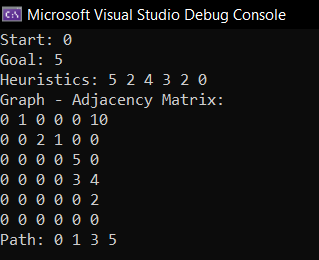 C:\ Microsoft Visual Studio Debug Console
Start: 0
Goal: 5
Heuristics: 5 2 4 3 2 0
Graph - Adjacency Matrix:
0 1 0 0 0 10
0 0 2 1 0 0
0 0 0 0 5 0
0 0 0 0 3 4
0 0 0 0 0 2
0 0 0 0 0 0
Path: 0 1 3 5